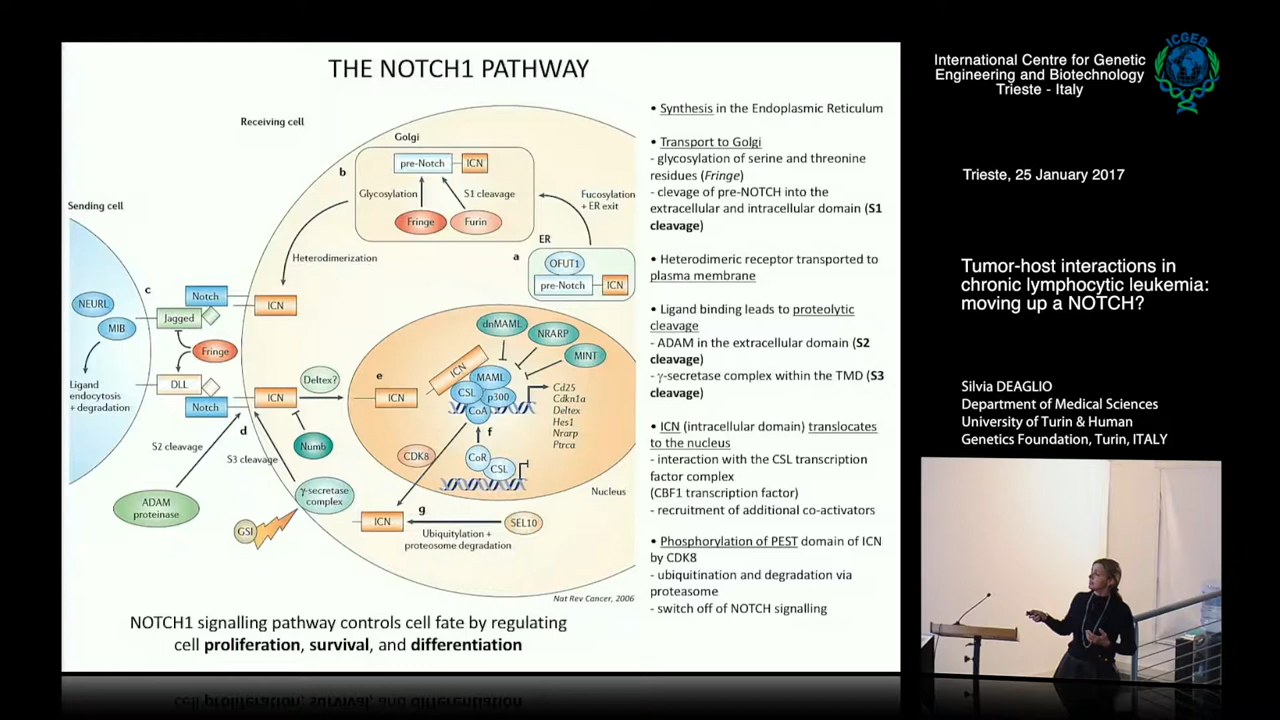 THE NOTCH1 PATHWAY
Receiving cell
Golgi
b
pre-Notch
ICN
Glycosylation
S1 cleavage
Fringe
Furin
Fucosylation
+ ER exit
Sending cell
ER
a
OFUT1
pre-Notch
ICN
Heterodimerization
c
NEURL
MIB
Notch
Jagged
ICN
Fringe
DLL
Notch
Ligand
endocytosis
+ degradation
ICN
Deltex?
d
Numb
S2 cleavage
S3 cleavage
ADAM
proteinase
γ-secretase
complex
GSI
e
ICN
ICN
dnMAML
NRARP
MINT
MAML
CSL
p300
CoA
Cd25
Cdkn1a
Deltex
Hes1
Nrarp
Ptrca
f
CDK8
CoR
CSL
Nucleus
g
ICN
SEL10
Ubiquitylation +
proteosome degradation
Nat Rev Cancer, 2006
NOTCH1 signalling pathway controls cell fate by regulating
cell proliferation, survival, and differentiation
• Synthesis in the Endoplasmic Reticulum
• Transport to Golgi
- glycosylation of serine and threonine
residues (Fringe)
- clevage of pre-NOTCH into the
extracellular and intracellular domain (S1
cleavage)
• Heterodimeric receptor transported to
plasma membrane
• Ligand binding leads to proteolytic
cleavage
- ADAM in the extracellular domain (S2
cleavage)
- γ-secretase complex within the TMD (S3
cleavage)
• ICN (intracellular domain) translocates
to the nucleus
- interaction with the CSL transcription
factor complex
(CBF1 transcription factor)
- recruitment of additional co-activators
• Phosphorylation of PEST domain of ICN
by CDK8
- ubiquitination and degradation via
proteasome
- switch off of NOTCH signalling
International Centre for Genetic
Engineering and Biotechnology
Trieste - Italy
ICGEB
Trieste, 25 January 2017
Tumor-host interactions in
chronic lymphocytic leukemia:
moving up a NOTCH?
Silvia DEAGLIO
Department of Medical Sciences
University of Turin & Human
Genetics Foundation, Turin, ITALY